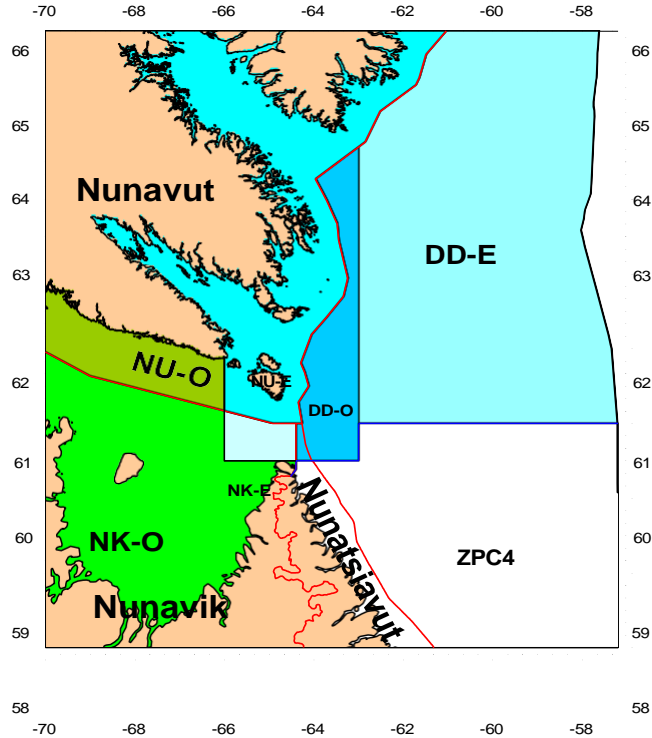 -70 -68 -66 -64 -62 -60 -58
66 66
65 65
64 64
Nunavut
DD-E
63 63
NU-O
62 62
NU-E
DD-O
61 61
NK-E
60 60
NK-O
ZPC4
Nunavik
Nunatsiavut
59 59
58 58
-70 -68 -66 -64 -62 -60 -58